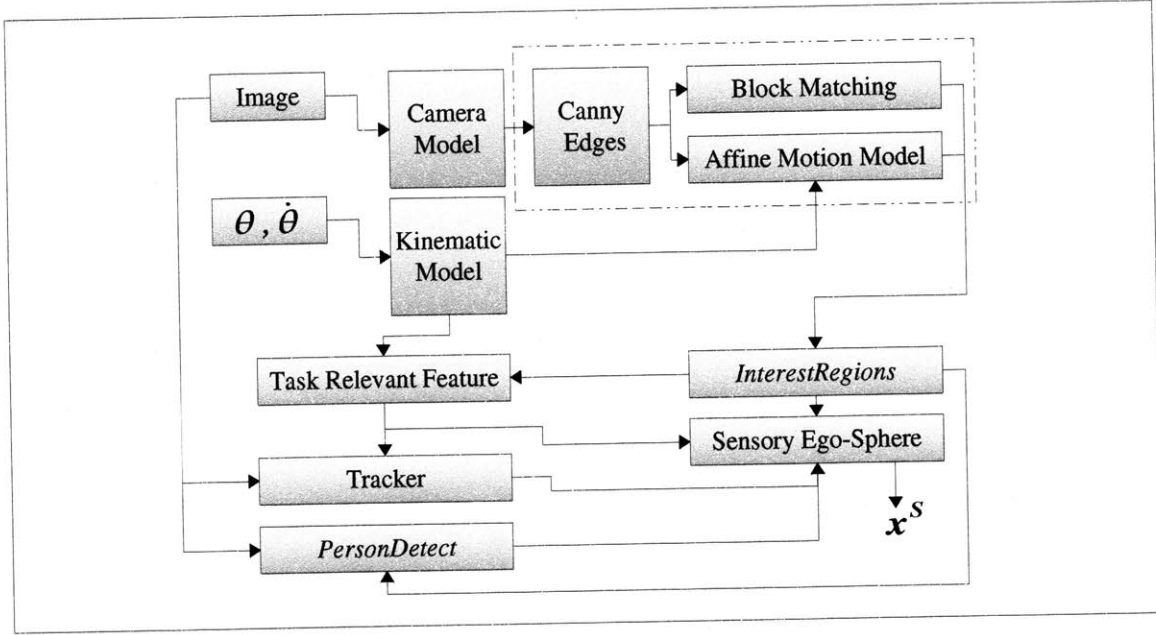 Image
Camera
Model
Canny
Edges
Block Matching
Affine Motion Model
θ , θ̇
Kinematic
Model
Task Relevant Feature
InterestRegions
Sensory Ego-Sphere
Tracker
PersonDetect
x^S